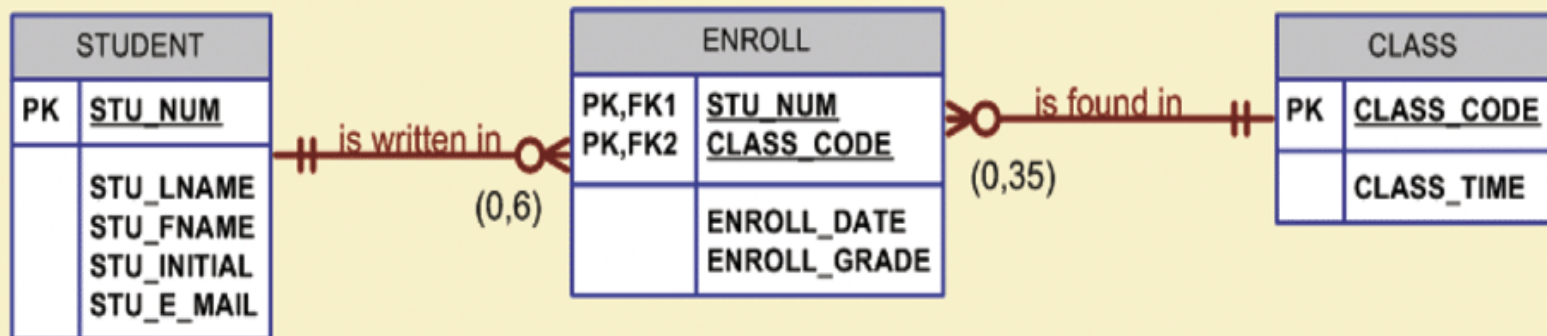 STUDENT
PK STU_NUM
STU_LNAME
STU_FNAME
STU_INITIAL
STU_E_MAIL
is written in
(0,6)
ENROLL
PK,FK1 STU_NUM
PK,FK2 CLASS_CODE
ENROLL_DATE
ENROLL_GRADE
is found in
(0,35)
CLASS
PK CLASS_CODE
CLASS_TIME